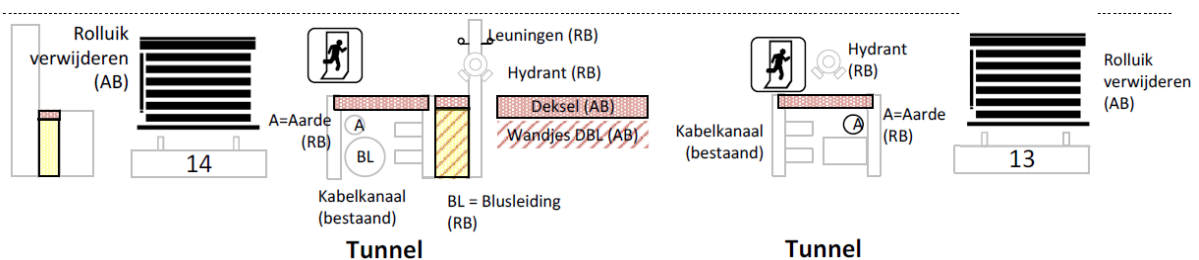 Rolluik
verwijderen
(AB)
14
A=Aarde
(RB)
A
BL
Kabelkanaal
(bestaand)
Leuningen (RB)
Hydrant (RB)
Deksel (AB)
Wandjes DBL (AB)
BL = Blusleiding
(RB)
Tunnel
Hydrant
(RB)
Kabelkanaal
(bestaand)
A
A=Aarde
(RB)
Tunnel
13
Rolluik
verwijderen
(AB)